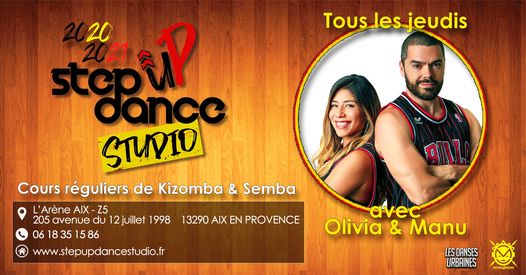 2020
2021
step üP
dance
STUDIO
Cours réguliers de Kizomba & Semba
L'Arène AIX - Z5
205 avenue du 12 juillet 1998 13290 AIX EN PROVENCE
06 18 35 15 86
www.stepupdancestudio.fr
Tous les jeudis
BULLS
avec
Olivia & Manu
LES DANSES
URBAINES